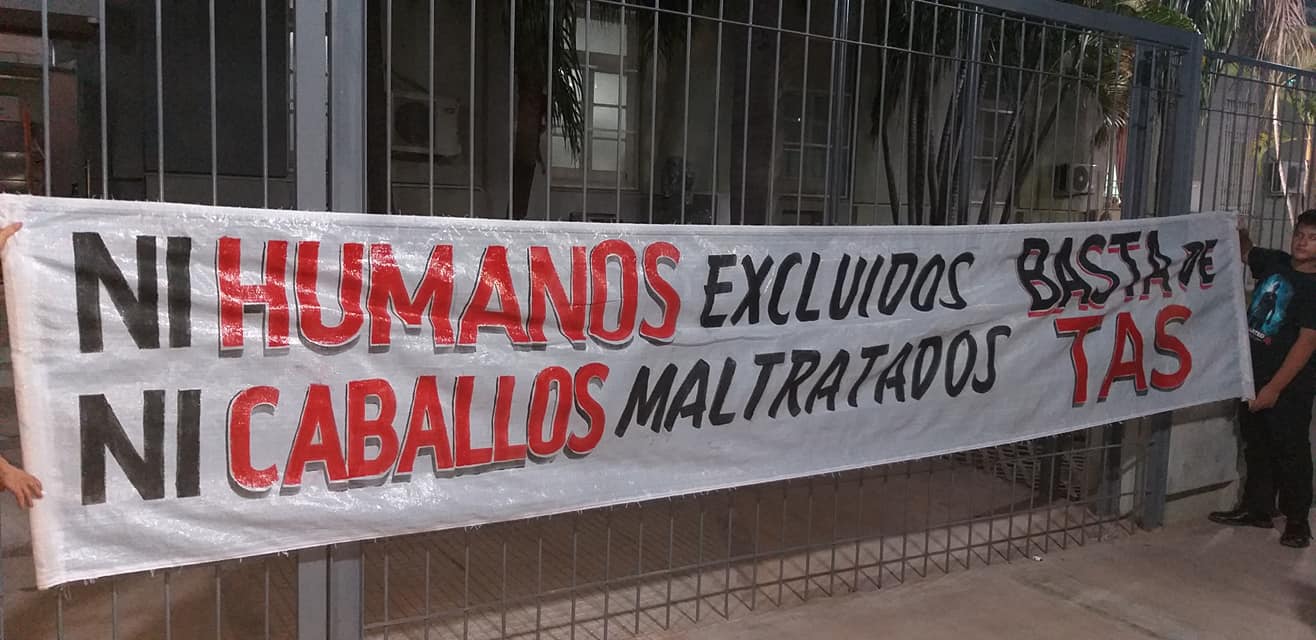 NI HUMANOS EXCLUIDOS
NI CABALLOS MALTRATADOS
BASTA DE
TAS